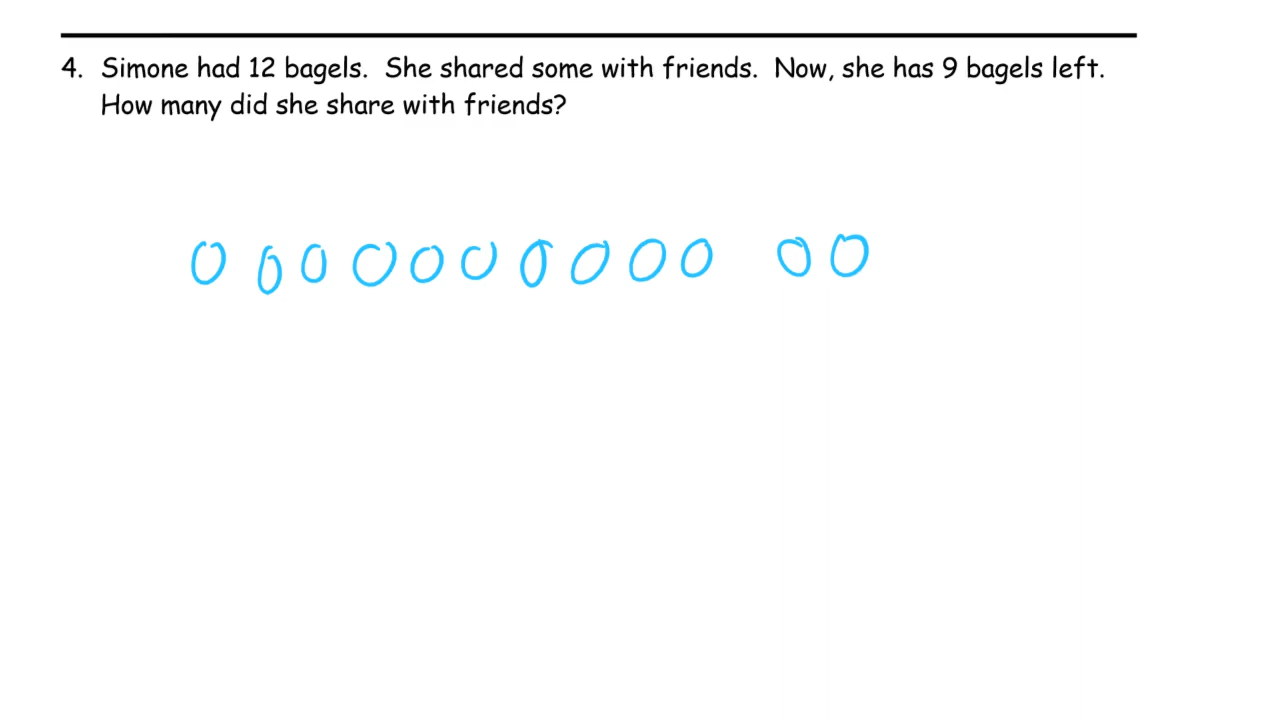 4. Simone had 12 bagels. She shared some with friends. Now, she has 9 bagels left.
How many did she share with friends?